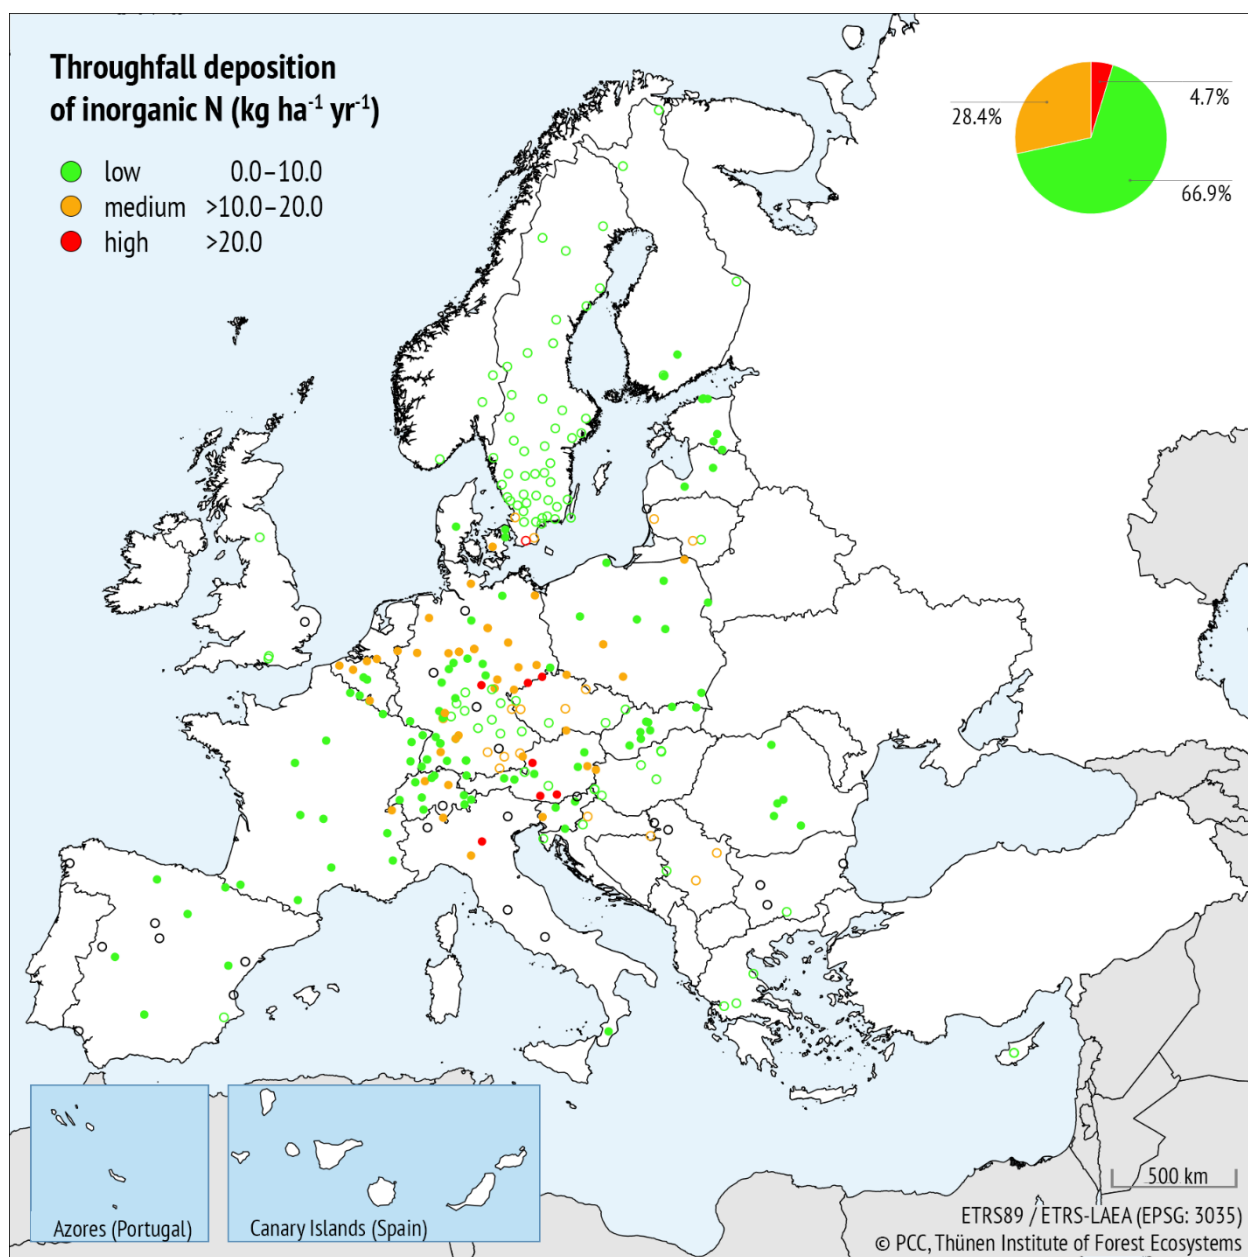 Throughfall deposition
of inorganic N (kg ha⁻¹ yr⁻¹)
low 0.0–10.0
medium >10.0–20.0
high >20.0
4.7%
28.4%
66.9%
Azores (Portugal)
Canary Islands (Spain)
500 km
ETRS89 / ETRS-LAEA (EPSG: 3035)
© PCC, Thünen Institute of Forest Ecosystems